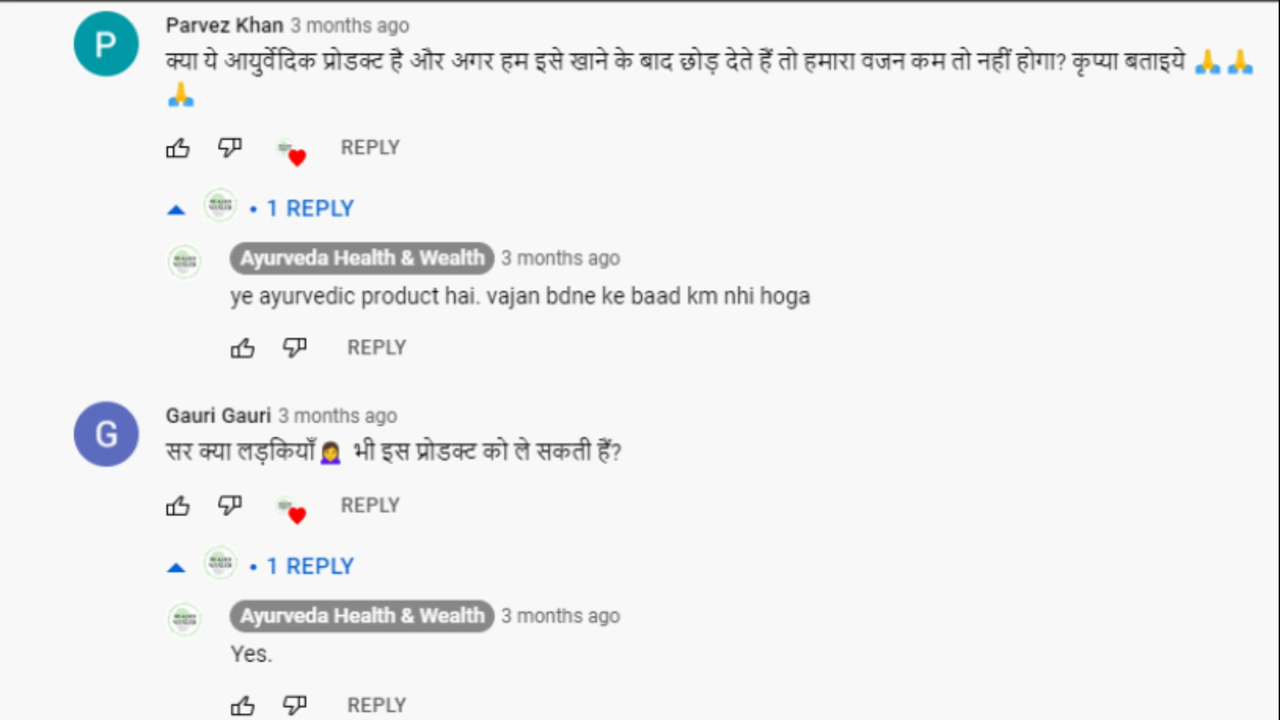 P
Parvez Khan 3 months ago
क्या ये आयुर्वेदिक प्रोडक्ट है और अगर हम इसे खाने के बाद छोड़ देते हैं तो हमारा वजन कम तो नहीं होगा? कृप्या बताइये 🙏🙏
🙏
REPLY
• 1 REPLY
Ayurveda Health & Wealth 3 months ago
ye ayurvedic product hai. vajan bdne ke baad km nhi hoga
REPLY
G
Gauri Gauri 3 months ago
सर क्या लड़कियाँ🙍‍♀️ भी इस प्रोडक्ट को ले सकती हैं?
REPLY
• 1 REPLY
Ayurveda Health & Wealth 3 months ago
Yes.
REPLY